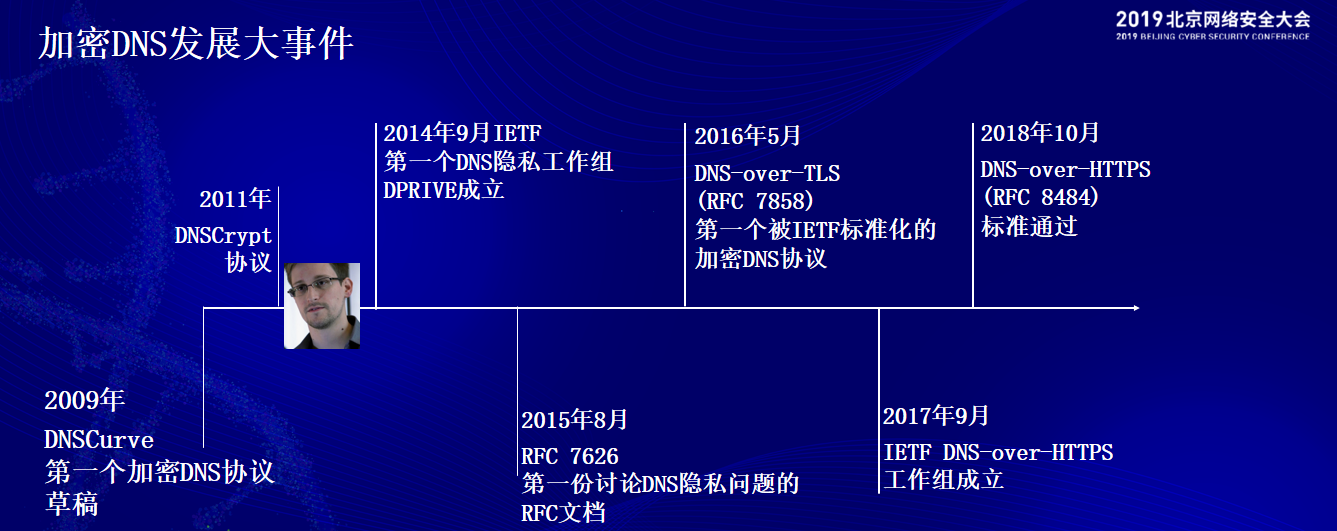 加密DNS发展大事件
2019北京网络安全大会
2019 BEIJING CYBER SECURITY CONFERENCE
2009年
DNSCurve
第一个加密DNS协议
草稿
2011年
DNSCrypt
协议
2014年9月IETF
第一个DNS隐私工作组
DPRIVE成立
2015年8月
RFC 7626
第一份讨论DNS隐私问题的
RFC文档
2016年5月
DNS-over-TLS
(RFC 7858)
第一个被IETF标准化的
加密DNS协议
2017年9月
IETF DNS-over-HTTPS
工作组成立
2018年10月
DNS-over-HTTPS
(RFC 8484)
标准通过